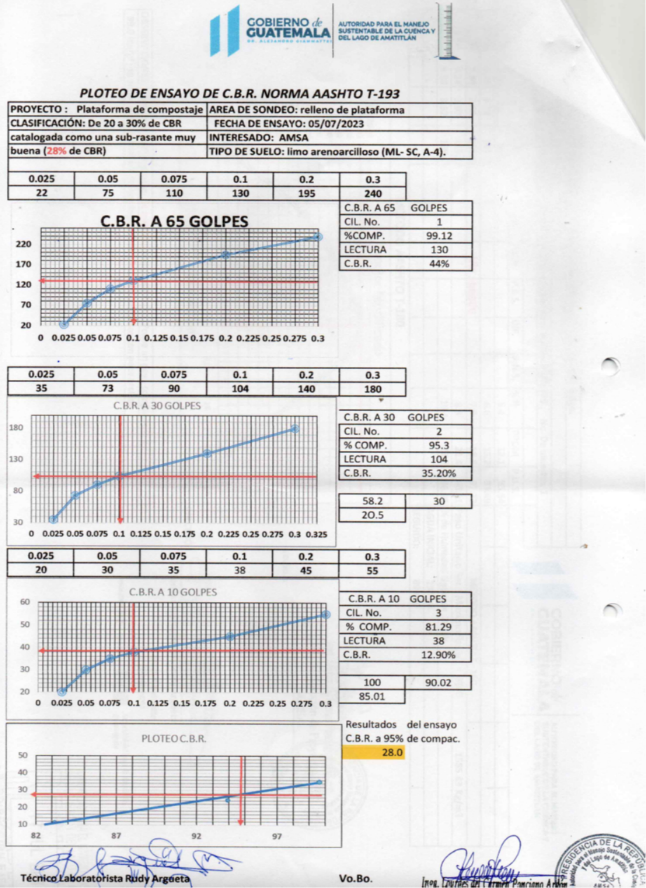 GOBIERNO de
GUATEMALA
DR. ALEJANDRO GIAMMATTEI
AUTORIDAD PARA EL MANEJO
SUSTENTABLE DE LA CUENCA Y
DEL LAGO DE AMATITLÁN
PLOTEO DE ENSAYO DE C.B.R. NORMA AASHTO T-193
PROYECTO : Plataforma de compostaje AREA DE SONDEO: relleno de plataforma
CLASIFICACIÓN: De 20 a 30% de CBR FECHA DE ENSAYO: 05/07/2023
catalogada como una sub-rasante muy INTERESADO: AMSA
buena (28% de CBR) TIPO DE SUELO: limo arenoarcilloso (ML- SC, A-4).
0.025 0.05 0.075 0.1 0.2 0.3
22 75 110 130 195 240
C.B.R. A 65 GOLPES
220
170
120
70
20
0 0.025 0.05 0.075 0.1 0.125 0.15 0.175 0.2 0.225 0.25 0.275 0.3
C.B.R. A 65 GOLPES
CIL. No. 1
%COMP. 99.12
LECTURA 130
C.B.R. 44%
0.025 0.05 0.075 0.1 0.2 0.3
35 73 90 104 140 180
C.B.R. A 30 GOLPES
180
130
80
30
0 0.025 0.05 0.075 0.1 0.125 0.15 0.175 0.2 0.225 0.25 0.275 0.3 0.325
C.B.R. A 30 GOLPES
CIL. No. 2
% COMP. 95.3
LECTURA 104
C.B.R. 35.20%
58.2 30
20.5
0.025 0.05 0.075 0.1 0.2 0.3
20 30 35 38 45 55
C.B.R. A 10 GOLPES
60
50
40
30
20
0 0.025 0.05 0.075 0.1 0.125 0.15 0.175 0.2 0.225 0.25 0.275 0.3
C.B.R. A 10 GOLPES
CIL. No. 3
% COMP. 81.29
LECTURA 38
C.B.R. 12.90%
100 90.02
85.01
PLOTEO C.B.R.
50
40
30
20
10
82 87 92 97
Resultados del ensayo
C.B.R. a 95% de compac.
28.0
Técnico Laboratorista Rudy Argueta
Vo.Bo.
Inga. Lourdes del Carmen
PRESIDENCIA DE LA REPÚBLICA